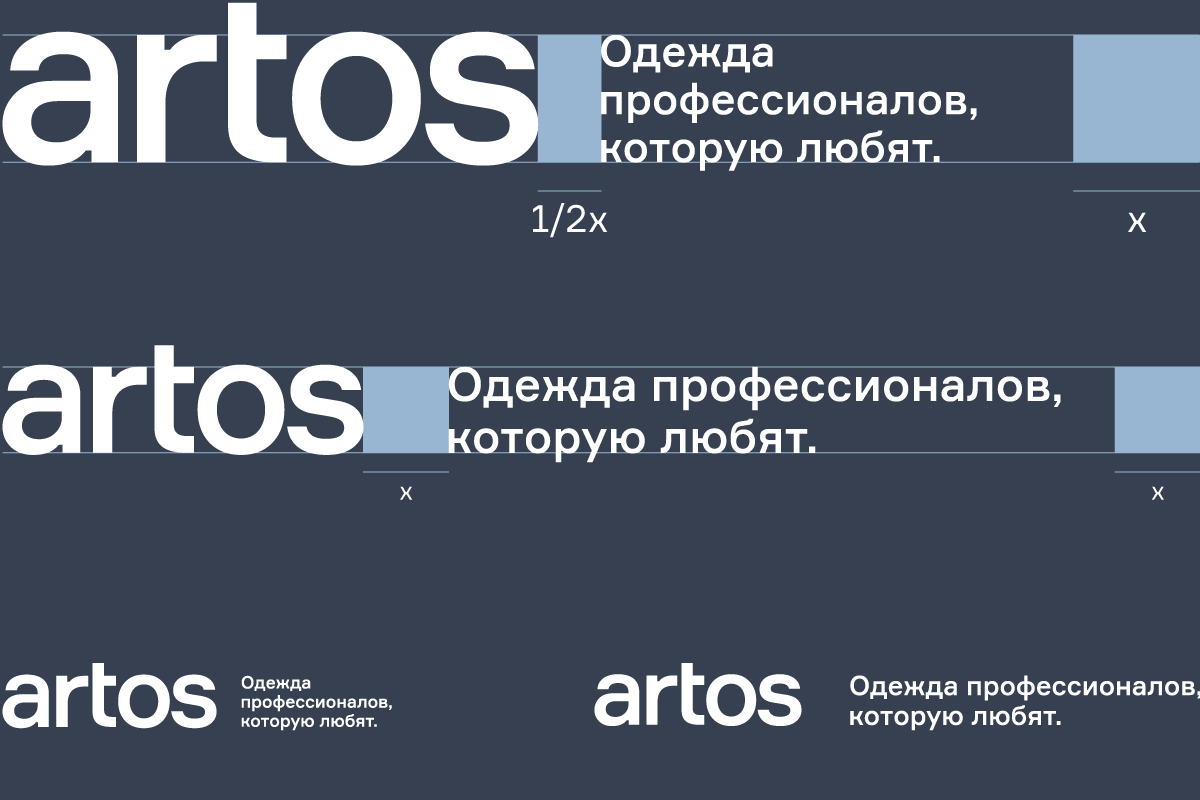 artos
Одежда
профессионалов,
которую любят.
1/2x
x
artos
Одежда профессионалов,
которую любят.
x
x
artos
Одежда
профессионалов,
которую любят.
artos
Одежда профессионалов,
которую любят.